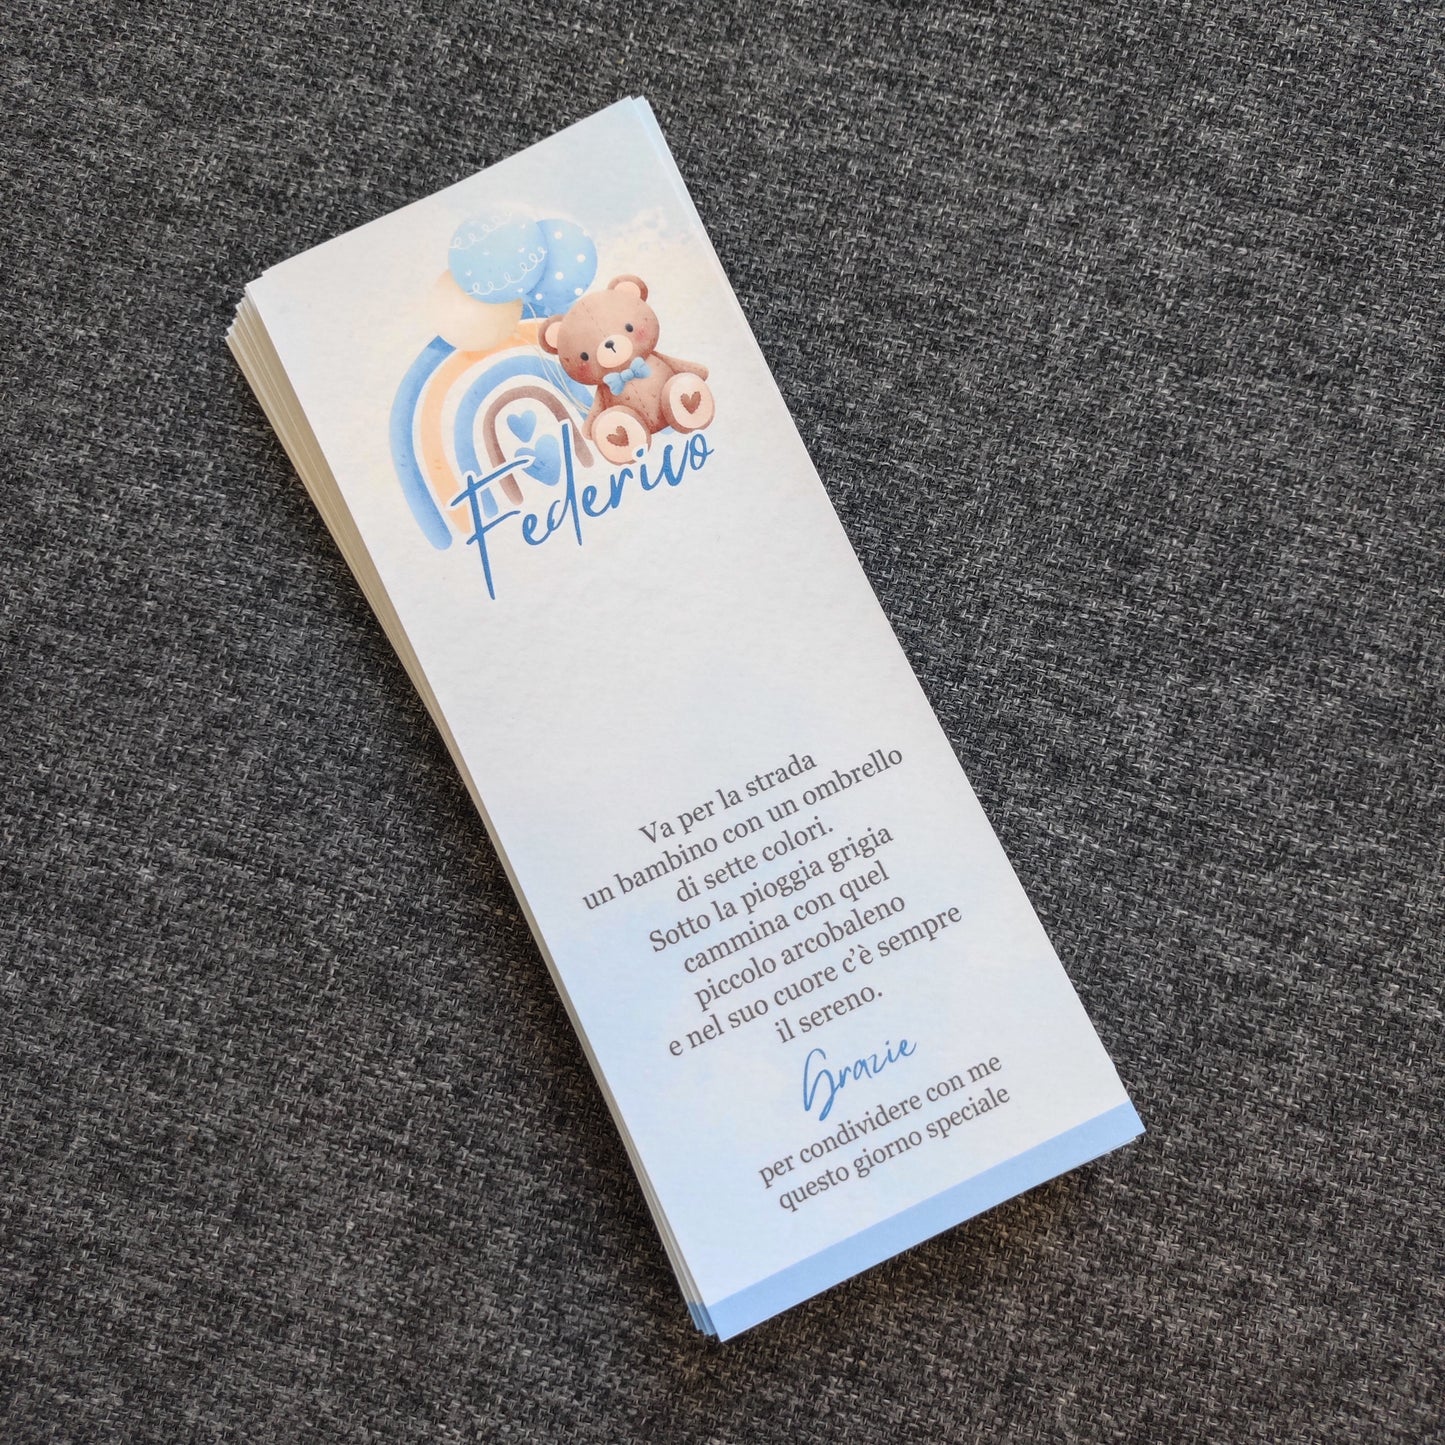 Federico
Va per la strada
un bambino con un ombrello
di sette colori.
Sotto la pioggia grigia
cammina con quel
piccolo arcobaleno
e nel suo cuore c'è sempre
il sereno.
Grazie
per condividere con me
questo giorno speciale